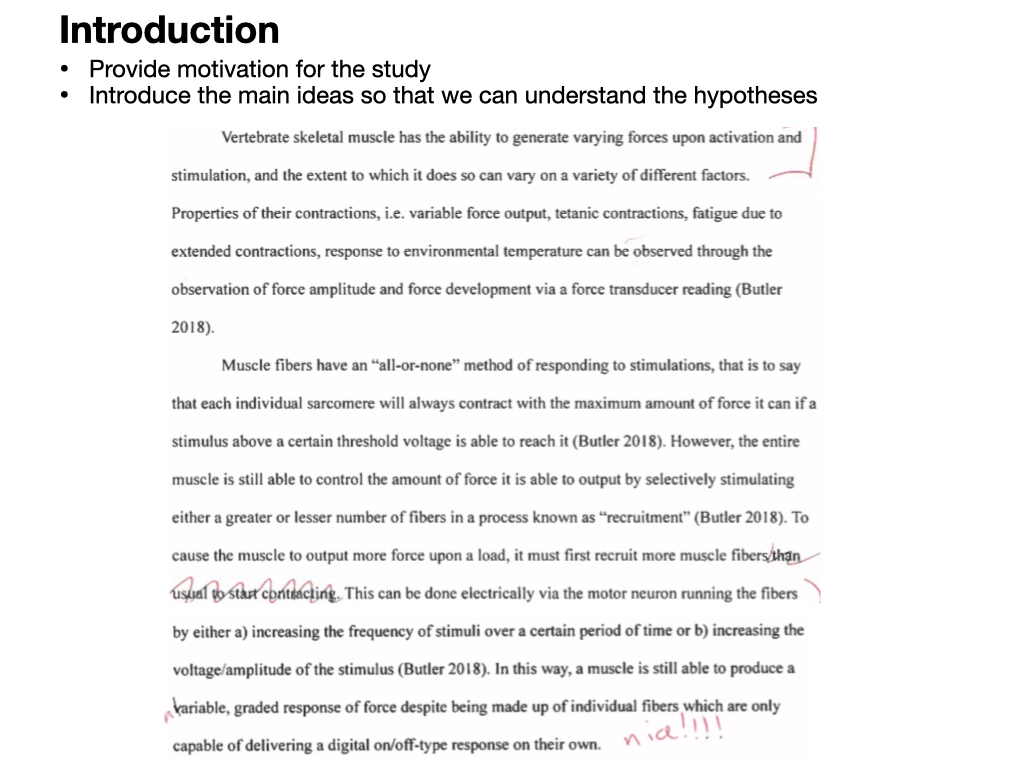 Introduction
• Provide motivation for the study
• Introduce the main ideas so that we can understand the hypotheses
Vertebrate skeletal muscle has the ability to generate varying forces upon activation and
stimulation, and the extent to which it does so can vary on a variety of different factors.
Properties of their contractions, i.e. variable force output, tetanic contractions, fatigue due to
extended contractions, response to environmental temperature can be observed through the
observation of force amplitude and force development via a force transducer reading (Butler
2018).
Muscle fibers have an “all-or-none” method of responding to stimulations, that is to say
that each individual sarcomere will always contract with the maximum amount of force it can if a
stimulus above a certain threshold voltage is able to reach it (Butler 2018). However, the entire
muscle is still able to control the amount of force it is able to output by selectively stimulating
either a greater or lesser number of fibers in a process known as “recruitment” (Butler 2018). To
cause the muscle to output more force upon a load, it must first recruit more muscle fibers than
usual to start contracting. This can be done electrically via the motor neuron running the fibers
by either a) increasing the frequency of stimuli over a certain period of time or b) increasing the
voltage/amplitude of the stimulus (Butler 2018). In this way, a muscle is still able to produce a
variable, graded response of force despite being made up of individual fibers which are only
capable of delivering a digital on/off-type response on their own.
nice!!!!